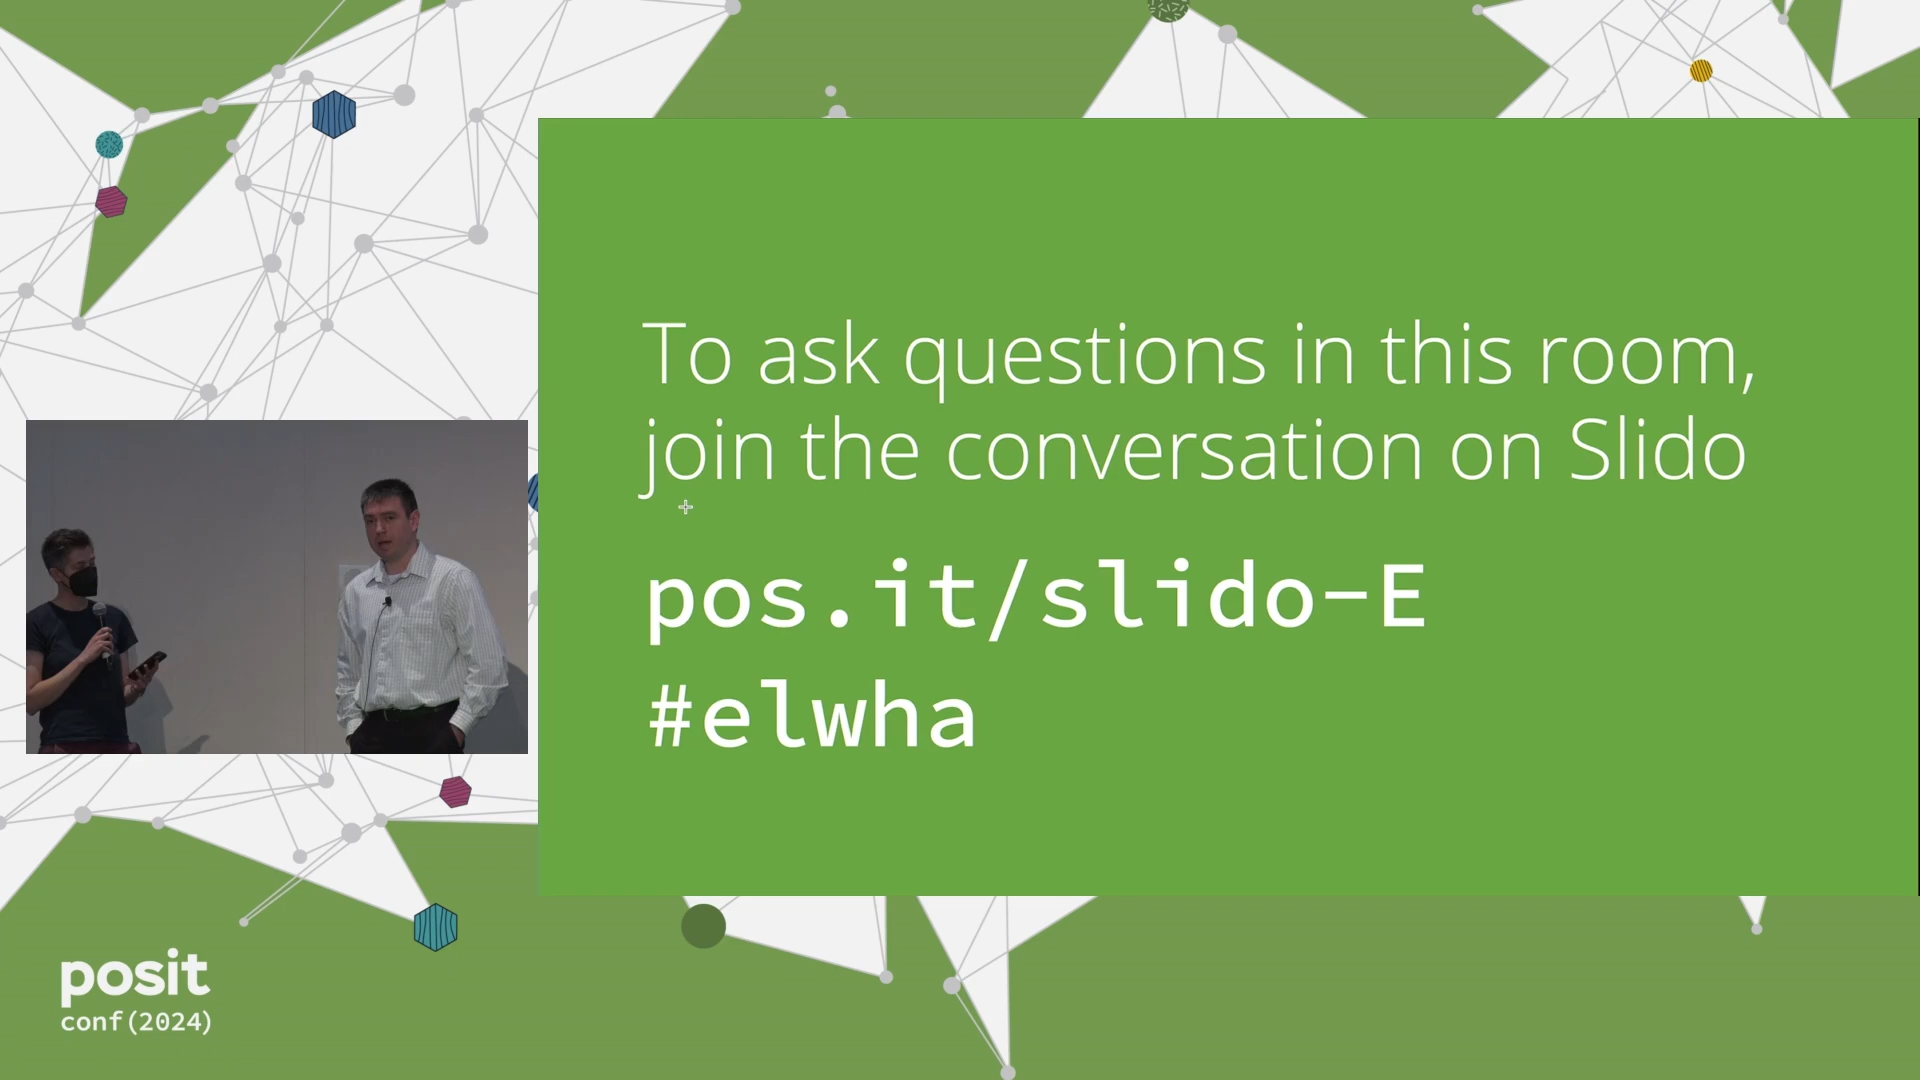 To ask questions in this room,
join the conversation on Slido
pos.it/slido-E
#elwha
posit
conf(2024)